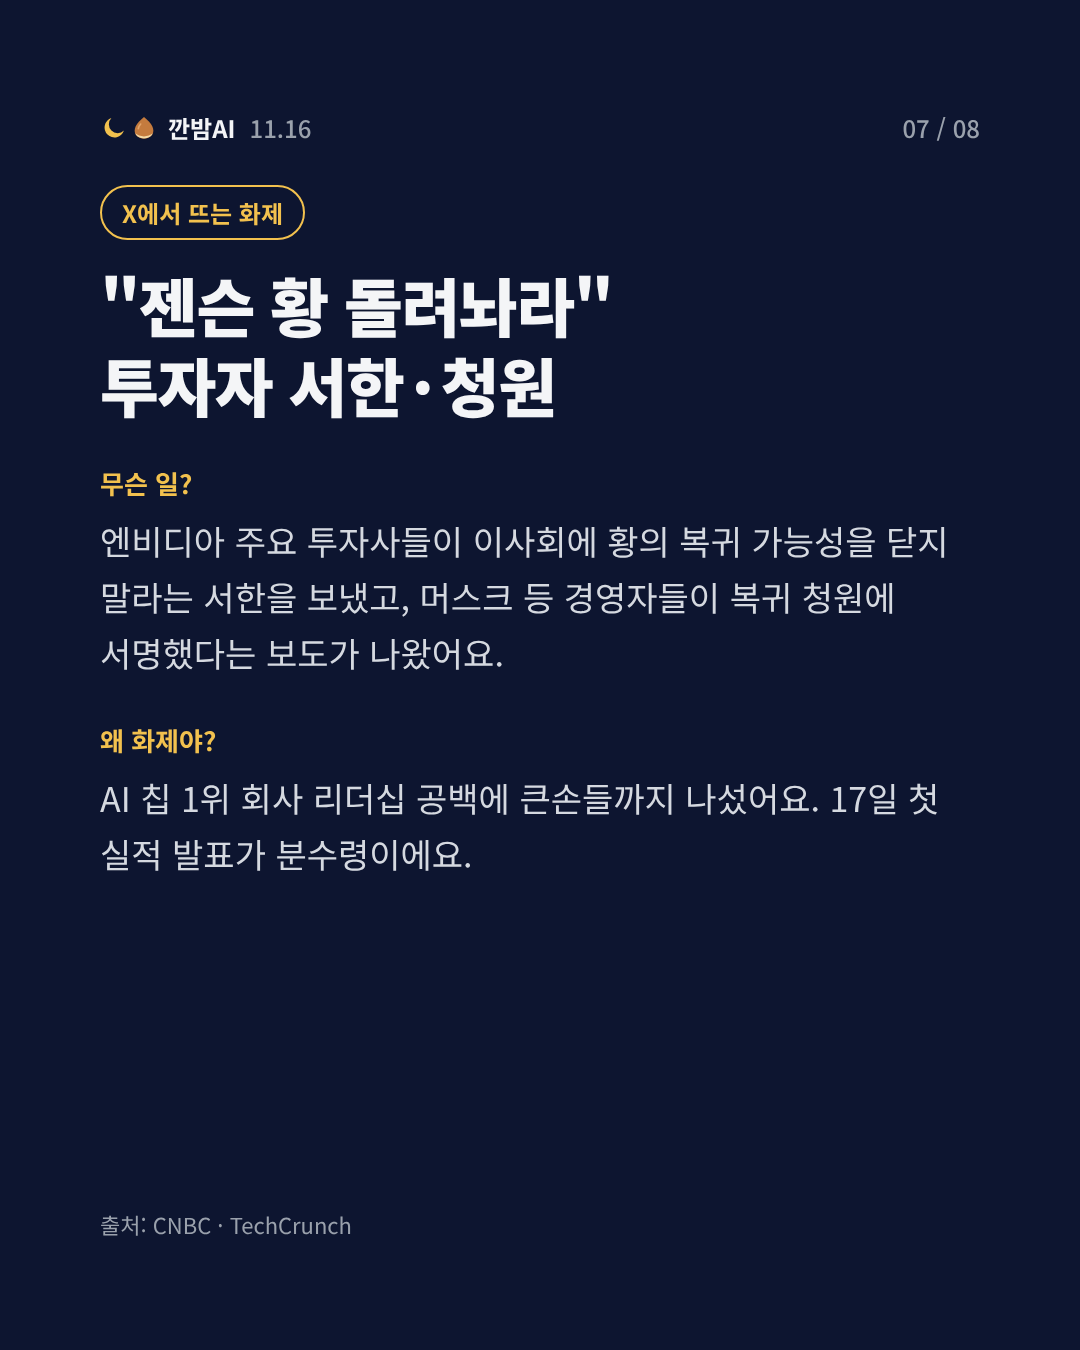 깐밤AI 11.16
07 / 08
X에서 뜨는 화제
"젠슨 황 돌려놔라"
투자자 서한·청원
무슨 일?
엔비디아 주요 투자사들이 이사회에 황의 복귀 가능성을 닫지
말라는 서한을 보냈고, 머스크 등 경영자들이 복귀 청원에
서명했다는 보도가 나왔어요.
왜 화제야?
AI 칩 1위 회사 리더십 공백에 큰손들까지 나섰어요. 17일 첫
실적 발표가 분수령이에요.
출처: CNBC · TechCrunch